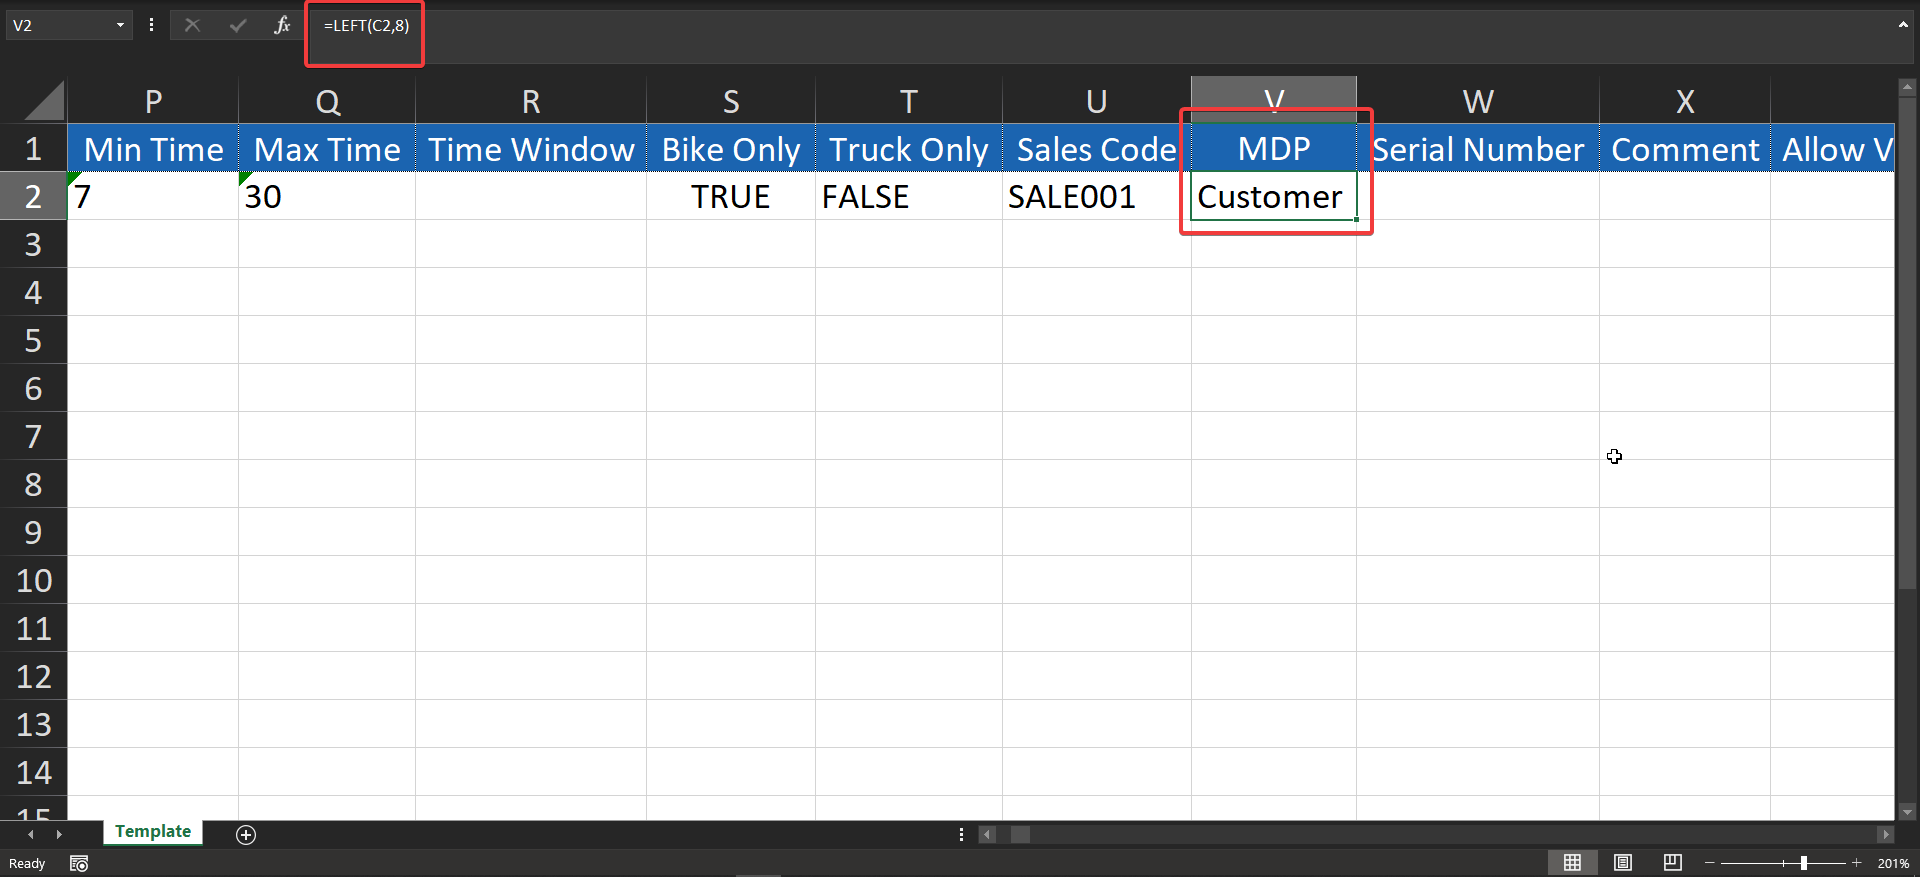 V2 fx =LEFT(C2,8)
P Q R S T U V W X
1 Min Time Max Time Time Window Bike Only Truck Only Sales Code MDP Serial Number Comment Allow V
2 7 30 TRUE FALSE SALE001 Customer
3
4
5
6
7
8
9
10
11
12
13
14
15
Template
Ready 201%